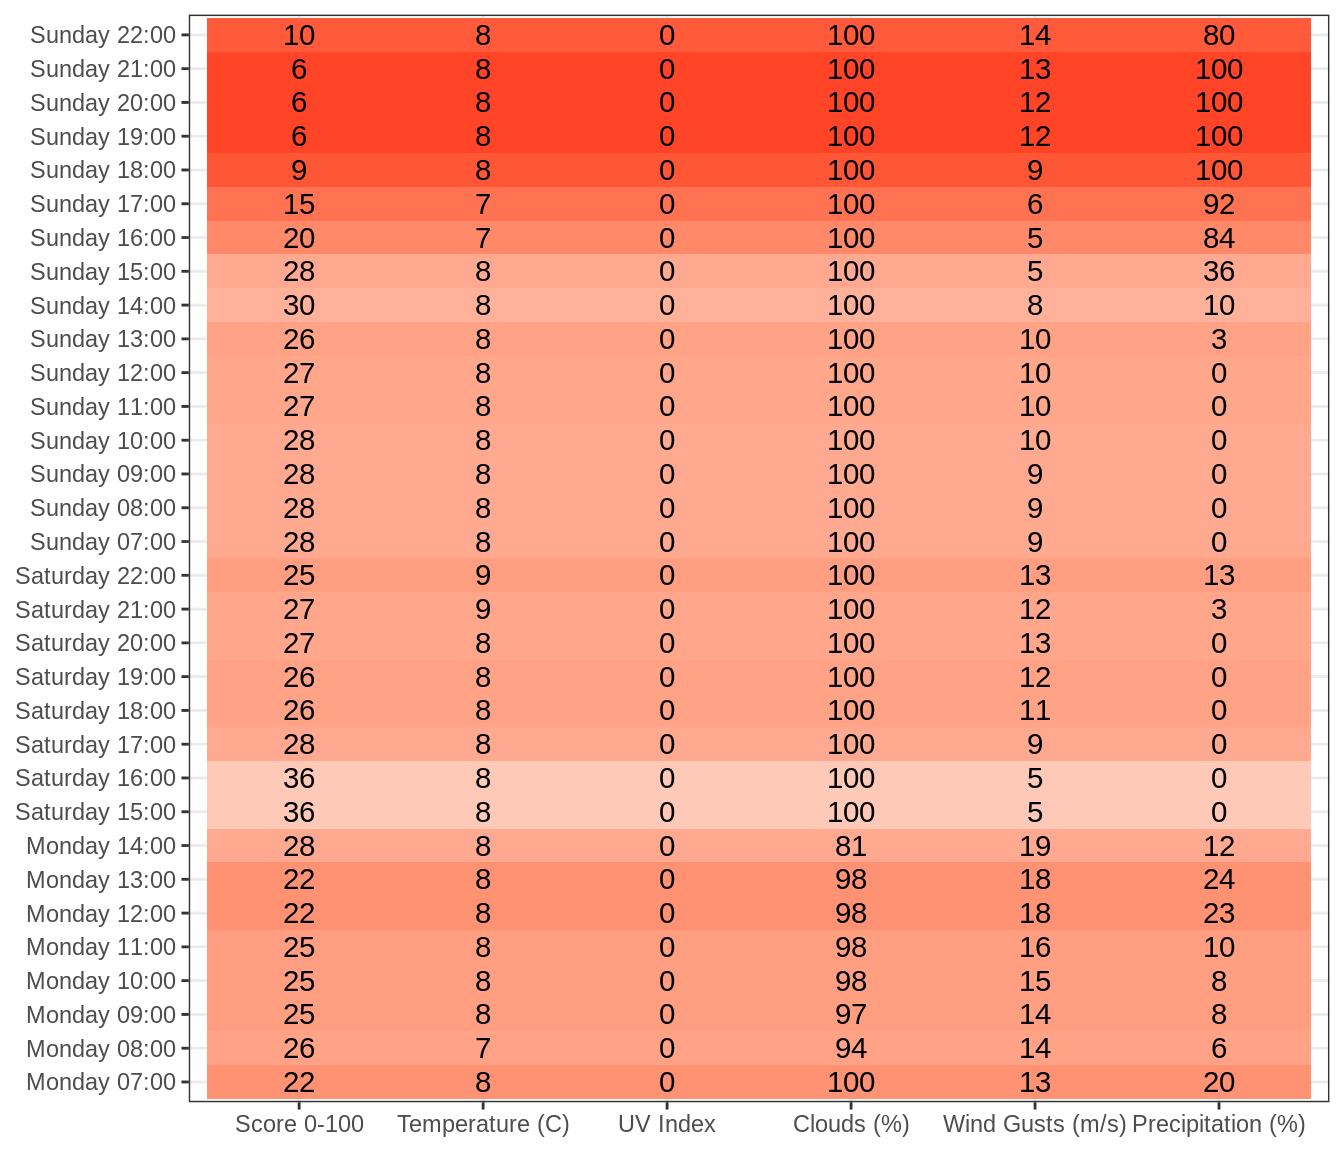 Sunday 22:00 10 8 0 100 14 80
Sunday 21:00 6 8 0 100 13 100
Sunday 20:00 6 8 0 100 12 100
Sunday 19:00 6 8 0 100 12 100
Sunday 18:00 9 8 0 100 9 100
Sunday 17:00 15 7 0 100 6 92
Sunday 16:00 20 7 0 100 5 84
Sunday 15:00 28 8 0 100 5 36
Sunday 14:00 30 8 0 100 8 10
Sunday 13:00 26 8 0 100 10 3
Sunday 12:00 27 8 0 100 10 0
Sunday 11:00 27 8 0 100 10 0
Sunday 10:00 28 8 0 100 10 0
Sunday 09:00 28 8 0 100 9 0
Sunday 08:00 28 8 0 100 9 0
Sunday 07:00 28 8 0 100 9 0
Saturday 22:00 25 9 0 100 13 13
Saturday 21:00 27 9 0 100 12 3
Saturday 20:00 27 8 0 100 13 0
Saturday 19:00 26 8 0 100 12 0
Saturday 18:00 26 8 0 100 11 0
Saturday 17:00 28 8 0 100 9 0
Saturday 16:00 36 8 0 100 5 0
Saturday 15:00 36 8 0 100 5 0
Monday 14:00 28 8 0 81 19 12
Monday 13:00 22 8 0 98 18 24
Monday 12:00 22 8 0 98 18 23
Monday 11:00 25 8 0 98 16 10
Monday 10:00 25 8 0 98 15 8
Monday 09:00 25 8 0 97 14 8
Monday 08:00 26 7 0 94 14 6
Monday 07:00 22 8 0 100 13 20
Score 0-100 Temperature (C) UV Index Clouds (%) Wind Gusts (m/s) Precipitation (%)